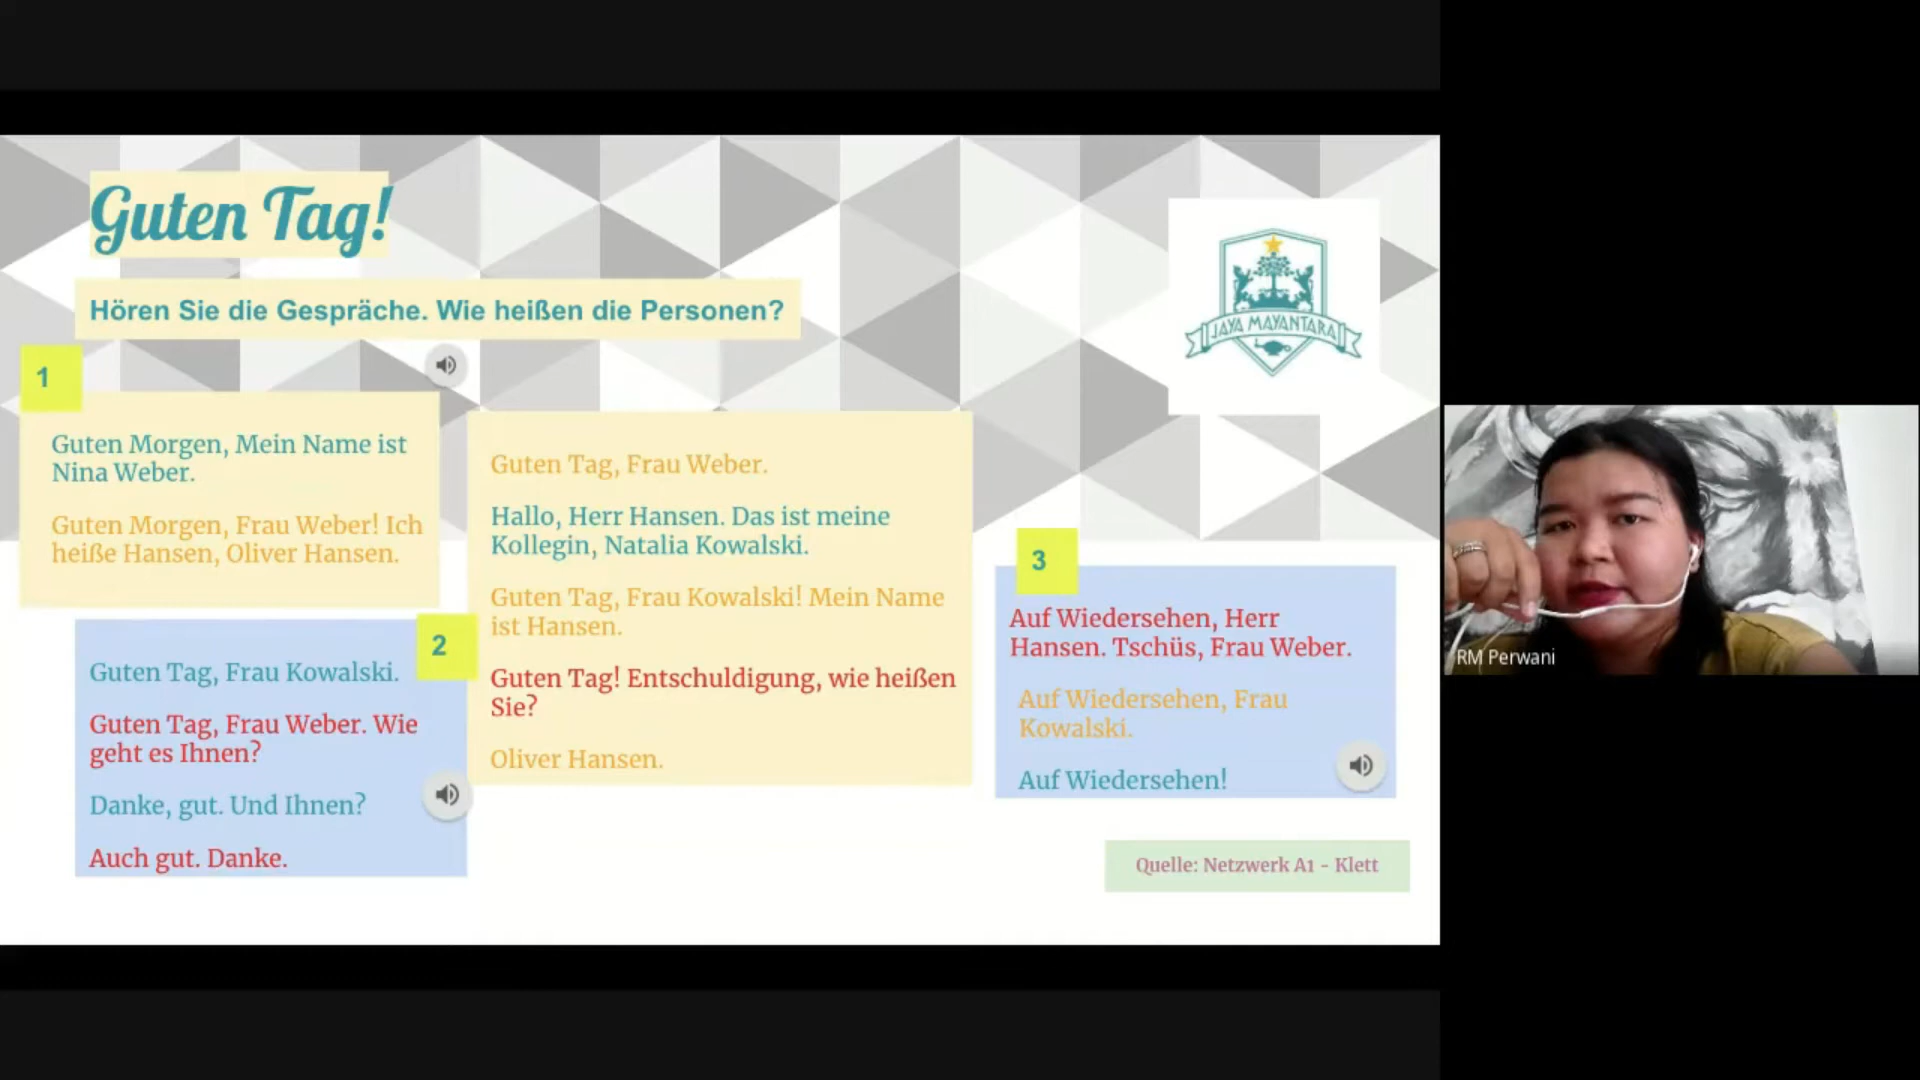 Guten Tag!
Hören Sie die Gespräche. Wie heißen die Personen?
1
Guten Morgen, Mein Name ist
Nina Weber.
Guten Morgen, Frau Weber! Ich
heiße Hansen, Oliver Hansen.
2
Guten Tag, Frau Kowalski.
Guten Tag, Frau Weber. Wie
geht es Ihnen?
Danke, gut. Und Ihnen?
Auch gut. Danke.
Guten Tag, Frau Weber.
Hallo, Herr Hansen. Das ist meine
Kollegin, Natalia Kowalski.
Guten Tag, Frau Kowalski! Mein Name
ist Hansen.
Guten Tag! Entschuldigung, wie heißen
Sie?
Oliver Hansen.
3
Auf Wiedersehen, Herr
Hansen. Tschüs, Frau Weber.
Auf Wiedersehen, Frau
Kowalski.
Auf Wiedersehen!
Quelle: Netzwerk A1 - Klett
JAYA MAYANTARA
RM Perwani